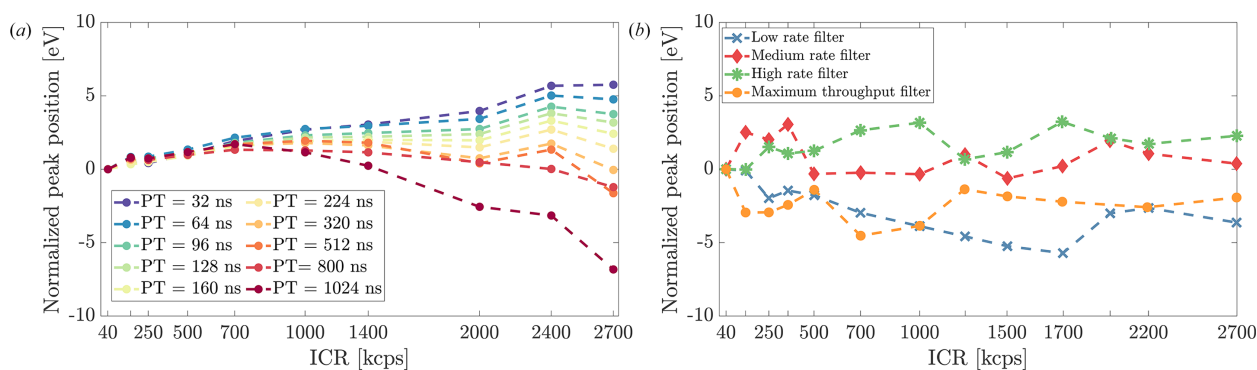 (a)
Normalized peak position [eV]
10
5
0
-5
-10
PT = 32 ns
PT = 64 ns
PT = 96 ns
PT = 128 ns
PT = 160 ns
PT = 224 ns
PT = 320 ns
PT = 512 ns
PT= 800 ns
PT = 1024 ns
40 250 500 700 1000 1400 2000 2400 2700
ICR [kcps]
(b)
Normalized peak position [eV]
10
5
0
-5
-10
Low rate filter
Medium rate filter
High rate filter
Maximum throughput filter
40 250 500 700 1000 1500 1700 2200 2700
ICR [kcps]